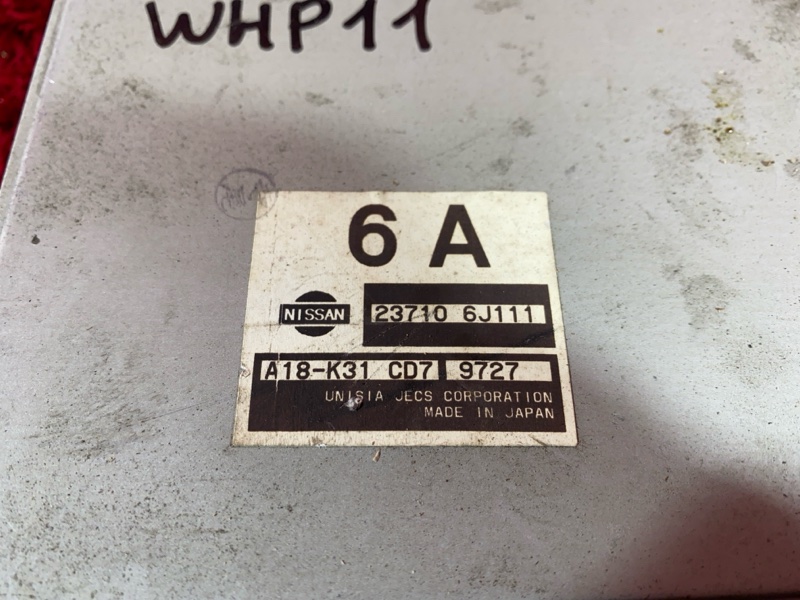 WHP11
6 A
NISSAN
23710 6J111
A18-K31 CD7 9727
UNISIA JECS CORPORATION
MADE IN JAPAN